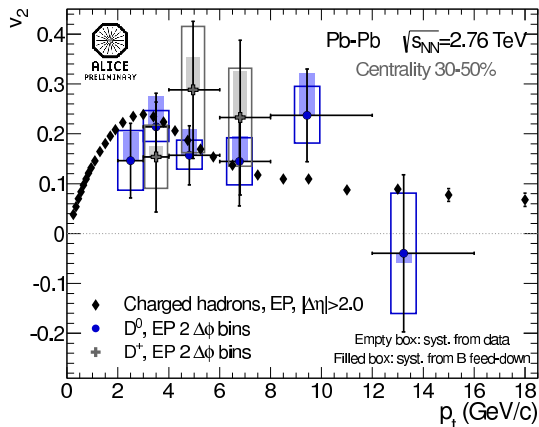 v₂
0.4
0.3
0.2
0.1
0
-0.1
-0.2
ALICE
PRELIMINARY
Pb-Pb √sNN=2.76 TeV
Centrality 30-50%
Charged hadrons, EP, |Δη|>2.0
D⁰, EP 2 Δϕ bins
D⁺, EP 2 Δϕ bins
Empty box: syst. from data
Filled box: syst. from B feed-down
0 2 4 6 8 10 12 14 16 18
pt (GeV/c)